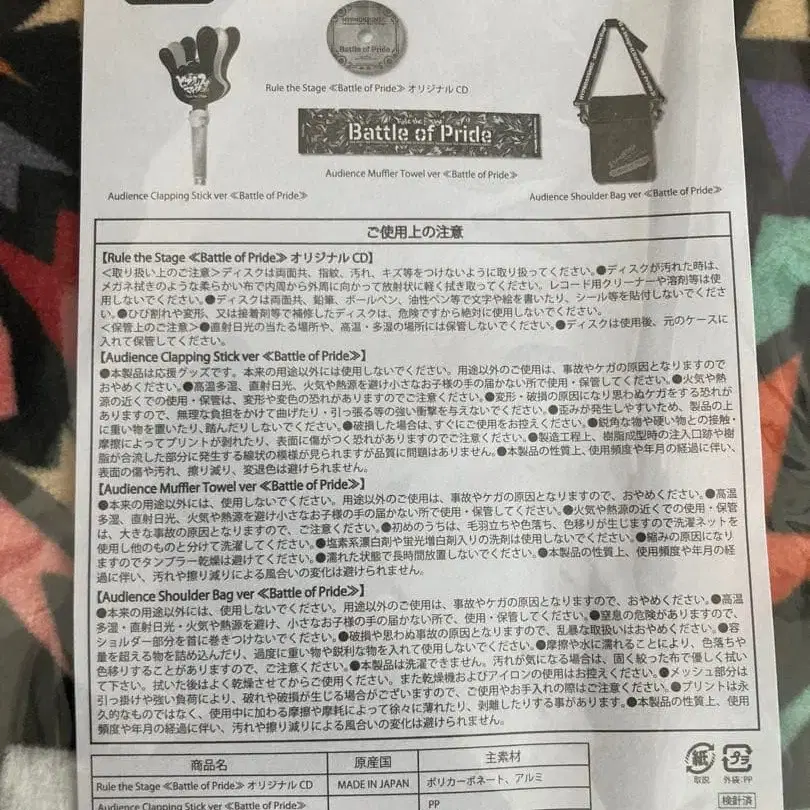 HYPNOSISMIC
Battle of Pride
Rule the Stage ≪Battle of Pride≫ オリジナル CD
Rule the Stage
Battle of Pride
Audience Muffler Towel ver ≪Battle of Pride≫
Audience Clapping Stick ver ≪Battle of Pride≫
Audience Shoulder Bag ver ≪Battle of Pride≫
ご使用上の注意
【Rule the Stage ≪Battle of Pride≫ オリジナル CD】
＜取り扱い上のご注意＞ディスクは両面共、指紋、汚れ、キズ等をつけないように取り扱ってください。●ディスクが汚れた時は、
メガネ拭きのような柔らかい布で内周から外周に向かって放射状に軽く拭き取ってください。レコード用クリーナーや溶剤等は使
用しないでください。●ディスクは両面共、鉛筆、ボールペン、油性ペン等で文字や絵を書いたり、シール等を貼付しないでくださ
い。●ひび割れや変形、又は接着剤等で補修したディスクは、危険ですから絶対に使用しないでください。
＜保管上のご注意＞●直射日光の当たる場所や、高温・多湿の場所には保管しないでください。●ディスクは使用後、元のケースに
入れて保管してください。
【Audience Clapping Stick ver ≪Battle of Pride≫】
●本製品は応援グッズです。本来の用途以外には使用しないでください。用途以外のご使用は、事故やケガの原因となりますので
おやめください。●高温多湿、直射日光、火気や熱源を避け小さなお子様の手の届かない所で使用・保管してください。●火気や熱
源の近くでの使用・保管は、変形や変色の恐れがありますのでご注意ください。●変形・破損の原因になり思わぬケガをする恐れが
ありますので、無理な負担をかけて曲げたり・引っ張る等の強い衝撃を与えないでください。●歪みが発生しやすいため、製品の上
に重い物を置いたり、踏んだりしないでください。●破損した場合は、すぐにご使用をお控えください。●鋭角な物や硬い物との接触・
摩擦によってプリントが剥れたり、表面に傷がつく恐れがありますのでご注意ください。●製造工程上、樹脂成型時の注入口跡や樹
脂が合流した部分に発生する線状の模様が見られますが品質に問題はありません。●本製品の性質上、使用頻度や年月の経過に伴い、
表面の傷や汚れ、擦り減り、変退色は避けられません。
【Audience Muffler Towel ver ≪Battle of Pride≫】
●本来の用途以外には、使用しないでください。用途以外のご使用は、事故やケガの原因となりますので、おやめください。●高温
多湿、直射日光、火気や熱源を避け小さなお子様の手の届かない所で使用・保管してください。●火気や熱源の近くでの使用・保管
は、大きな事故の原因となりますので、ご注意ください。●初めのうちは、毛羽立ちや色落ち、色移りが生じますので洗濯ネットを
使用し他のものと分けて洗濯してください。●塩素系漂白剤や蛍光増白剤入りの洗剤は使用しないでください。●縮みの原因になり
ますのでタンブラー乾燥は避けてください。●濡れた状態で長時間放置しないでください。●本製品の性質上、使用頻度や年月の経
過に伴い、汚れや擦り減りによる風合いの変化は避けられません。
【Audience Shoulder Bag ver ≪Battle of Pride≫】
●本来の用途以外には、使用しないでください。用途以外のご使用は、事故やケガの原因となりますので、おやめください。●高温
多湿・直射日光・火気や熱源を避け、小さなお子様の手の届かない所で、使用・保管してください。●窒息の危険がありますので、
ショルダー部分を首に巻きつけないでください。●破損や思わぬ事故の原因となりますので、乱暴な取扱いはおやめください。●容
量を超える物を詰め込んだり、過度に重い物や鋭利な物を入れて使用しないでください。●摩擦や水に濡れることにより、色落ちや
色移りすることがありますので、ご注意ください。●本製品は洗濯できません。汚れが気になる場合は、固く絞った布で優しく拭い
て下さい。拭いた後はよく乾燥させてからご使用ください。また乾燥機およびアイロンの使用はお控えください。●メッシュ部分は
引っ掛けや強い負荷により、破れや破損が生じる場合がございますので、ご使用やお手入れの際はご注意ください。●プリントは永
久的なものではなく、使用中に加わる摩擦や摩耗によって徐々に薄れたり、剥離したりする事があります。●本製品の性質上、使用
頻度や年月の経過に伴い、汚れや擦り減りによる風合いの変化は避けられません。
商品名 原産国 主素材
Rule the Stage ≪Battle of Pride≫ オリジナル CD MADE IN JAPAN ポリカーボネート、アルミ
Audience Clapping Stick ver ≪Battle of Pride≫ PP
紙 プラ
取説 外袋:PP
検針済